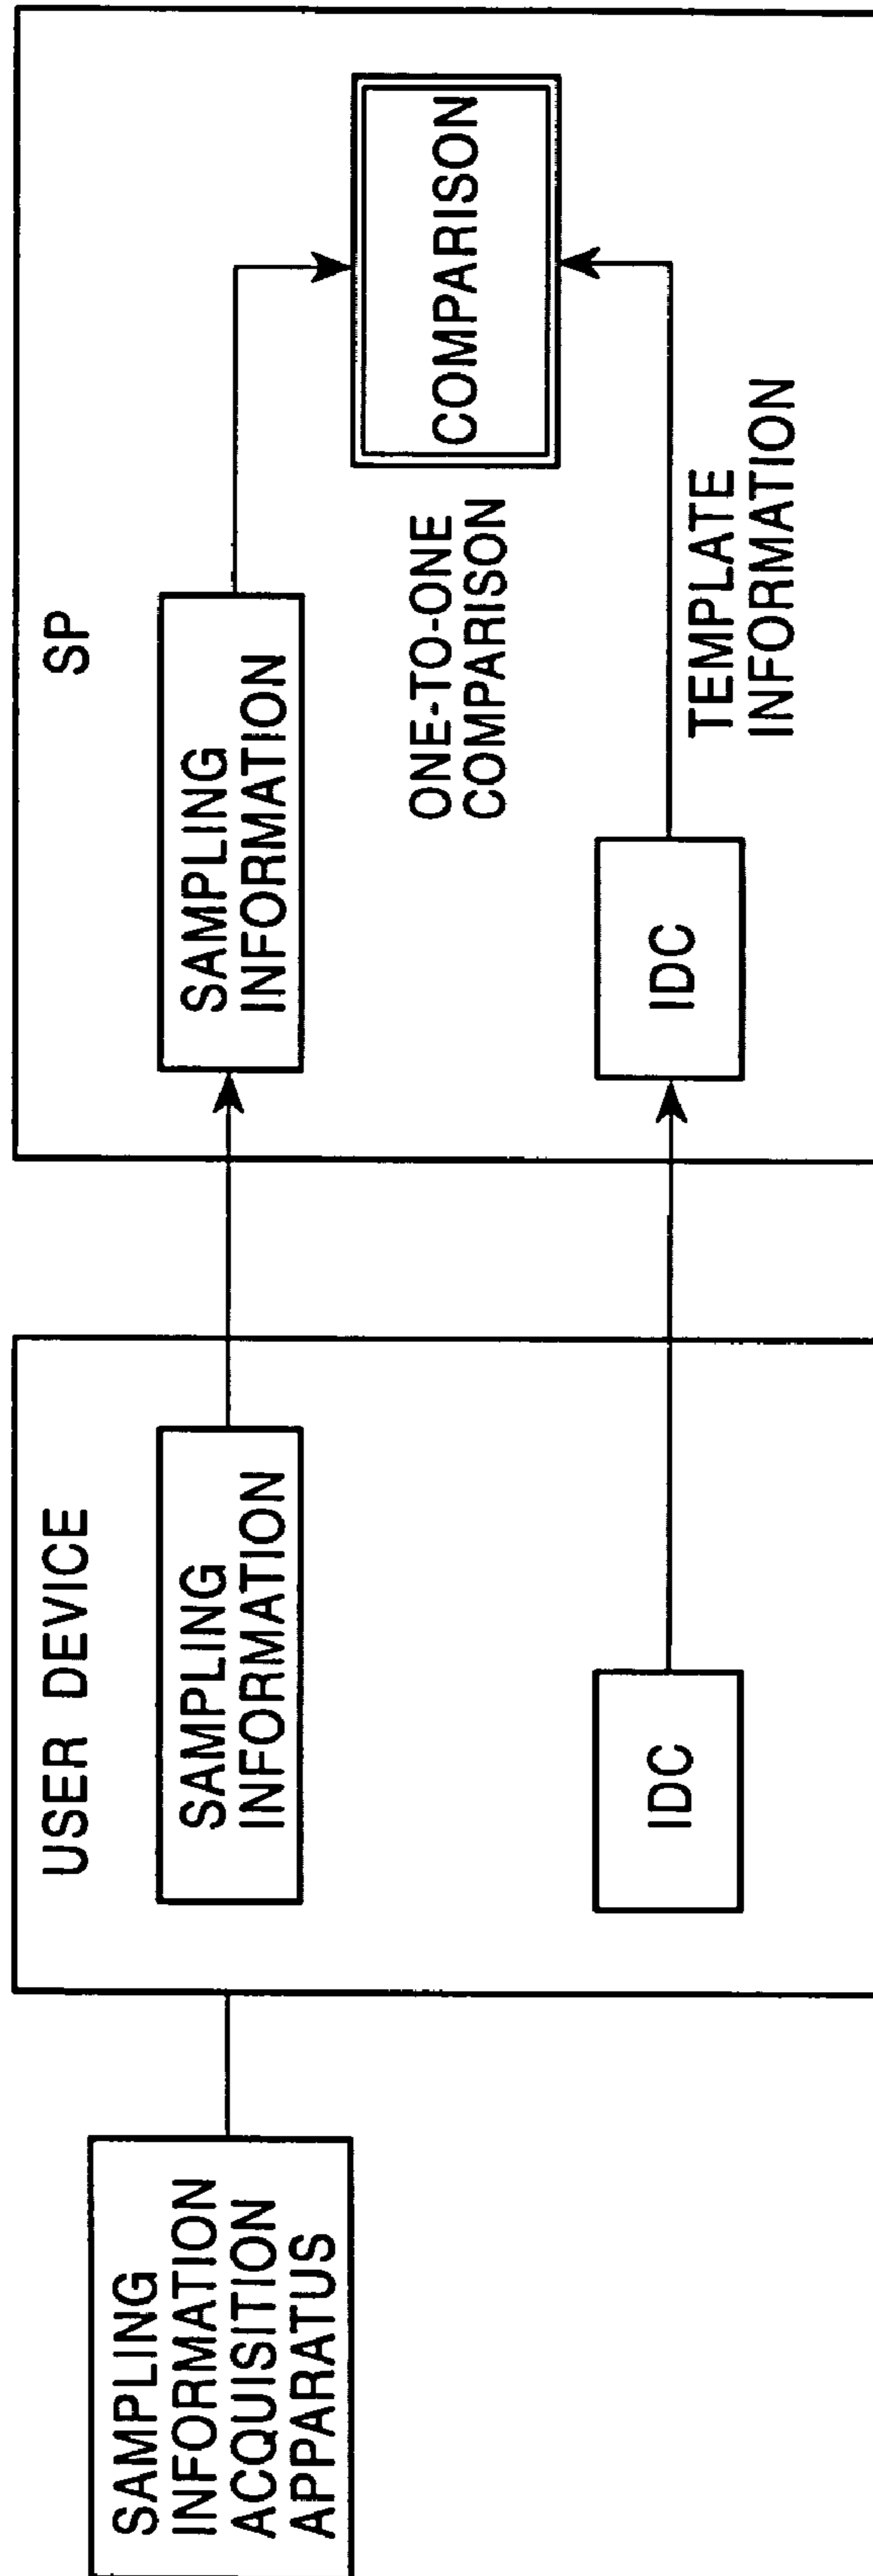 SAMPLING
INFORMATION
ACQUISITION
APPARATUS
USER DEVICE
SAMPLING
INFORMATION
IDC
SP
SAMPLING
INFORMATION
ONE-TO-ONE
COMPARISON
COMPARISON
IDC
TEMPLATE
INFORMATION